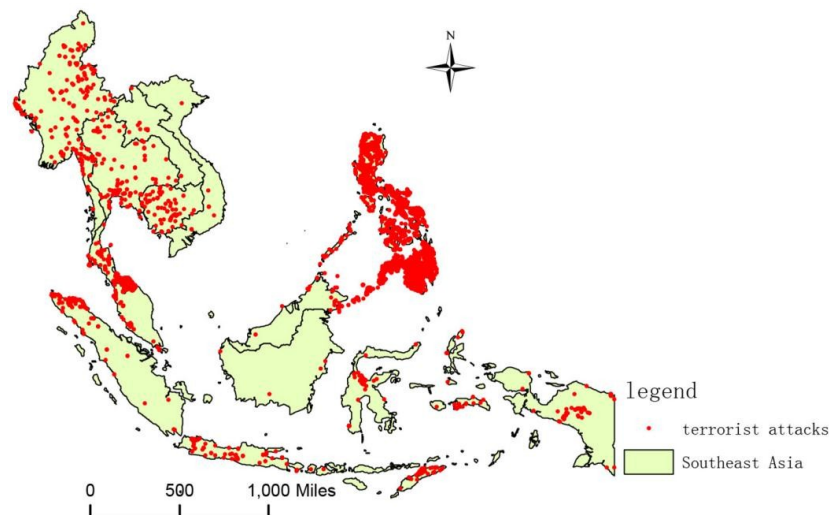 N
legend
terrorist attacks
Southeast Asia
0 500 1,000 Miles